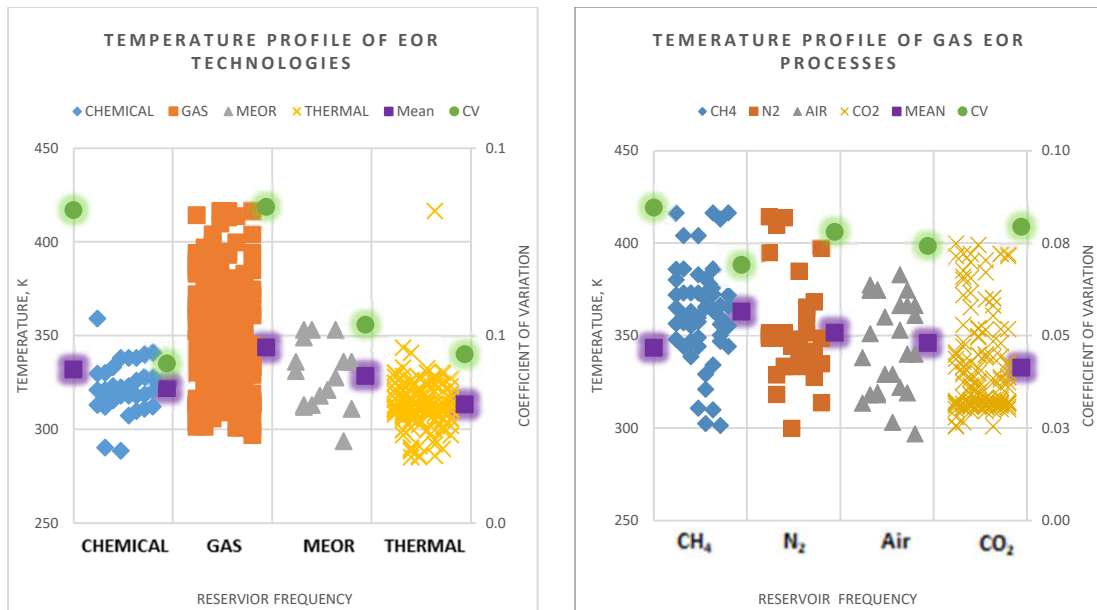 TEMPERATURE PROFILE OF EOR
TECHNOLOGIES
CHEMICAL GAS MEOR THERMAL Mean CV
450
400
350
300
250
TEMPERATURE, K
0.1
0.1
0.0
COEFFICIENT OF VARIATION
CHEMICAL GAS MEOR THERMAL
RESERVIOR FREQUENCY
TEMERATURE PROFILE OF GAS EOR
PROCESSES
CH4 N2 AIR CO2 MEAN CV
450
400
350
300
250
TEMPERATURE, K
0.10
0.08
0.05
0.03
0.00
COEFFICIENT OF VARIATION
CH₄ N₂ Air CO₂
RESERVOIR FREQUENCY